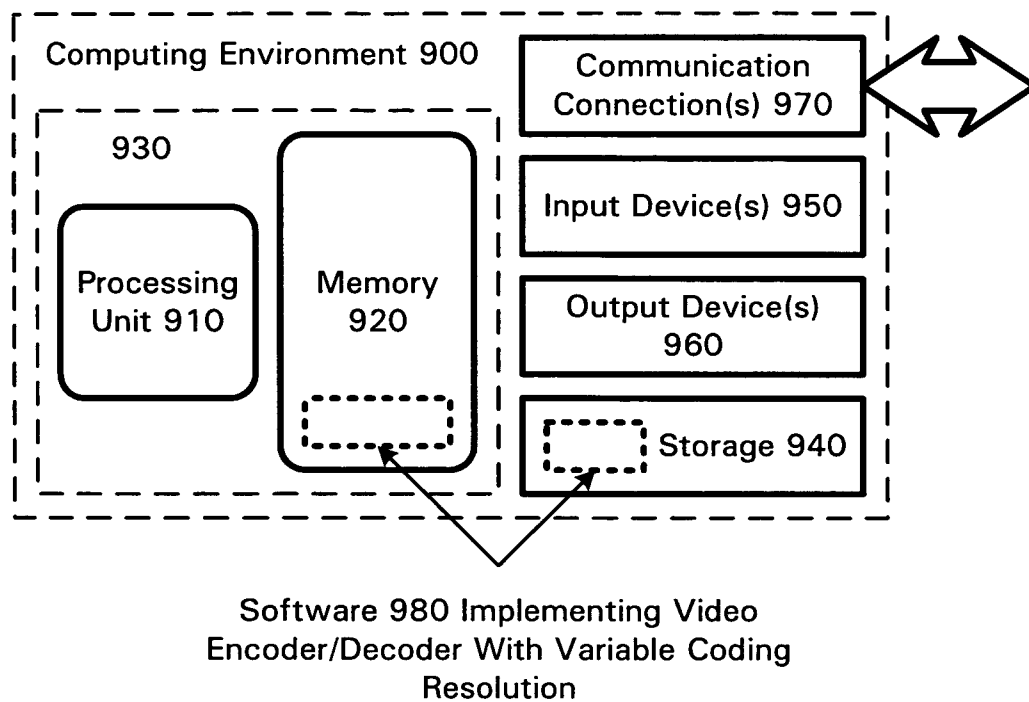 Computing Environment 900
Communication
Connection(s) 970
930
Input Device(s) 950
Processing
Unit 910
Memory
920
Output Device(s)
960
Storage 940
Software 980 Implementing Video
Encoder/Decoder With Variable Coding
Resolution